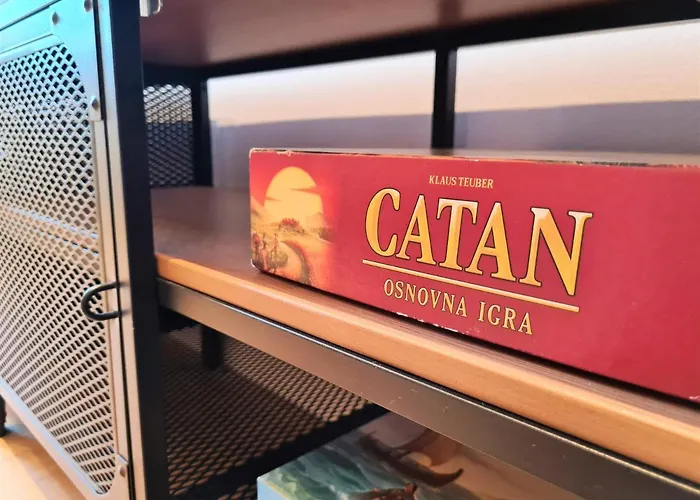 KLAUS TEUBER
CATAN
OSNOVNA IGRA